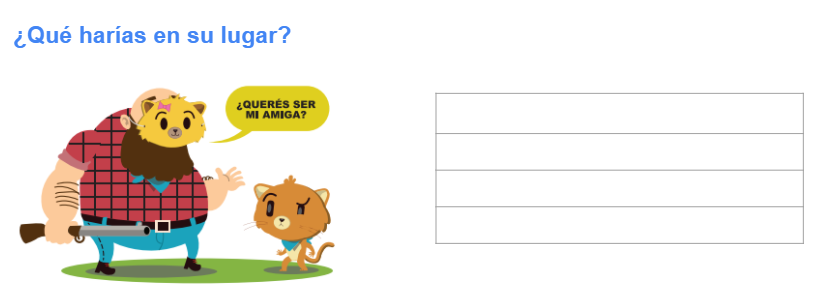 ¿Qué harías en su lugar?
¿QUERÉS SER
MI AMIGA?